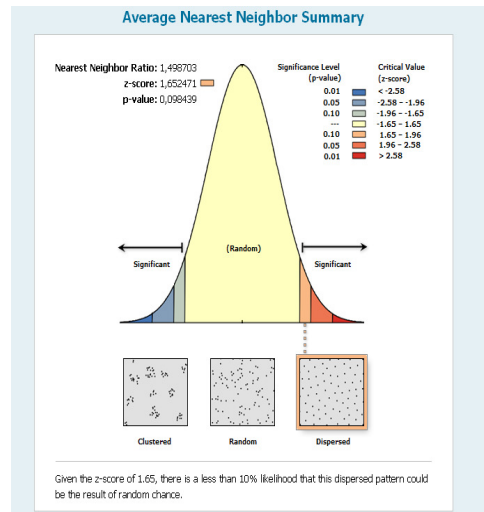 Average Nearest Neighbor Summary
Nearest Neighbor Ratio: 1,498703
z-score: 1,652471
p-value: 0,098439
Significance Level
(p-value)
Critical Value
(z-score)
0.01 < -2.58
0.05 -2.58 - -1.96
0.10 -1.96 - -1.65
--- -1.65 - 1.65
0.10 1.65 - 1.96
0.05 1.96 - 2.58
0.01 > 2.58
(Random)
Significant
Significant
Clustered
Random
Dispersed
Given the z-score of 1.65, there is a less than 10% likelihood that this dispersed pattern could
be the result of random chance.